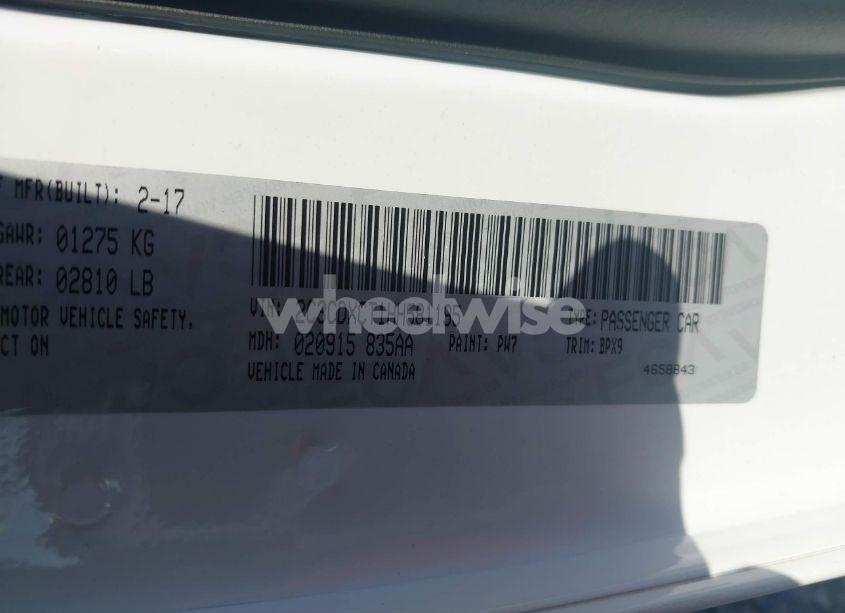 F MFR(BUILT): 2-17
GAWR: 01275 KG
REAR: 02810 LB
MOTOR VEHICLE SAFETY,
CT ON
VIN:
TYPE: PASSENGER CAR
MDH: 020915 835AA PAINT: PW7 TRIM: BPX9
VEHICLE MADE IN CANADA
4658843
wheelwise